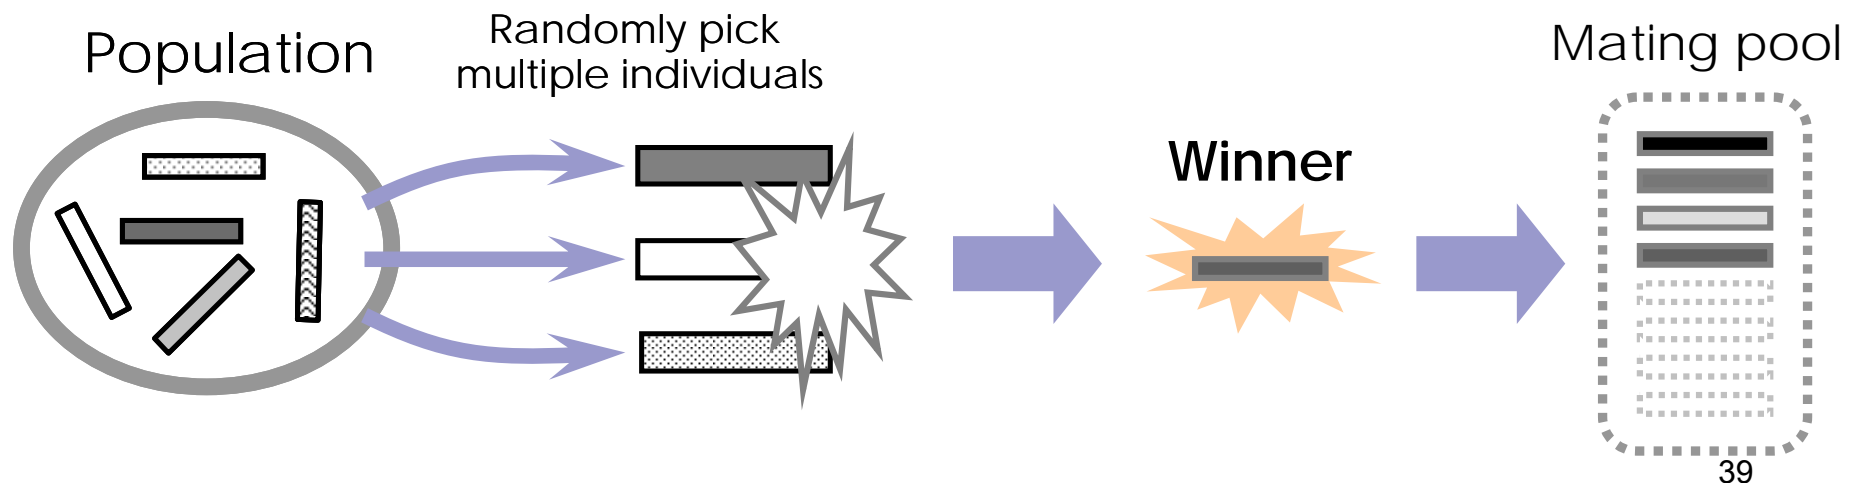 Population
Randomly pick
multiple individuals
Winner
Mating pool
39